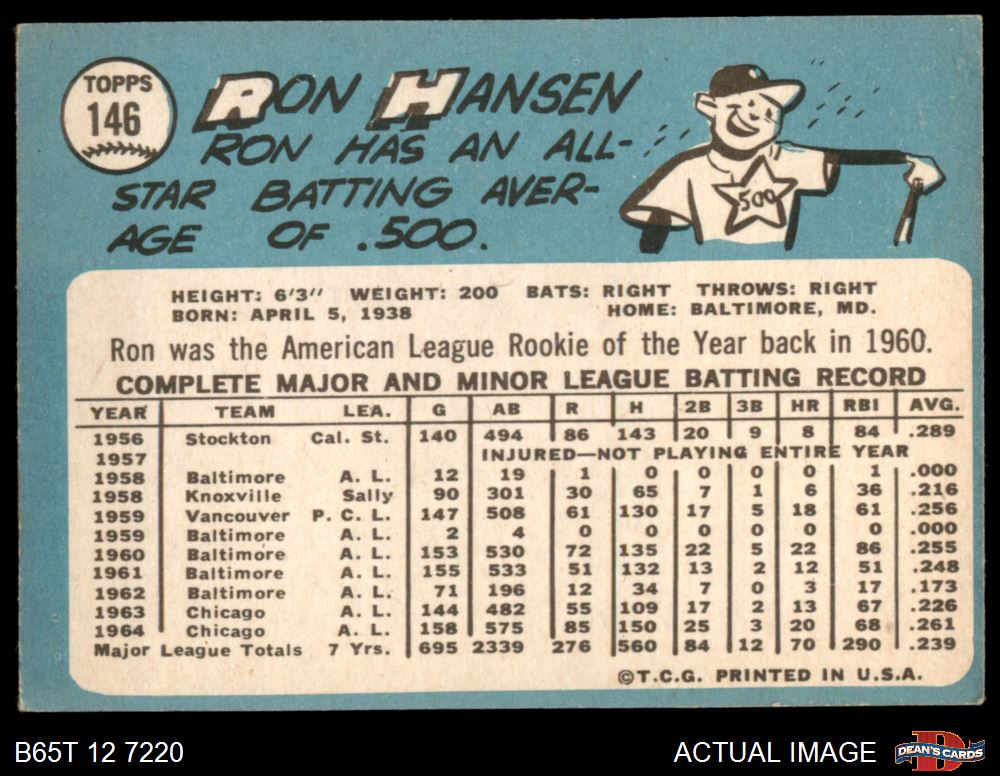 TOPPS
146
RON HANSEN
RON HAS AN ALL-
STAR BATTING AVER-
AGE OF .500.
500
HEIGHT: 6'3" WEIGHT: 200 BATS: RIGHT THROWS: RIGHT
BORN: APRIL 5, 1938 HOME: BALTIMORE, MD.
Ron was the American League Rookie of the Year back in 1960.
COMPLETE MAJOR AND MINOR LEAGUE BATTING RECORD
YEAR TEAM LEA. G AB R H 2B 3B HR RBI AVG.
1956 Stockton Cal. St. 140 494 86 143 20 9 8 84 .289
1957 INJURED—NOT PLAYING ENTIRE YEAR
1958 Baltimore A. L. 12 19 1 0 0 0 0 1 .000
1958 Knoxville Sally 90 301 30 65 7 1 6 36 .216
1959 Vancouver P. C. L. 147 508 61 130 17 5 18 61 .256
1959 Baltimore A. L. 2 4 0 0 0 0 0 0 .000
1960 Baltimore A. L. 153 530 72 135 22 5 22 86 .255
1961 Baltimore A. L. 155 533 51 132 13 2 12 51 .248
1962 Baltimore A. L. 71 196 12 34 7 0 3 17 .173
1963 Chicago A. L. 144 482 55 109 17 2 13 67 .226
1964 Chicago A. L. 158 575 85 150 25 3 20 68 .261
Major League Totals 7 Yrs. 695 2339 276 560 84 12 70 290 .239
©T.C.G. PRINTED IN U.S.A.
B65T 12 7220 ACTUAL IMAGE DEAN'S CARDS